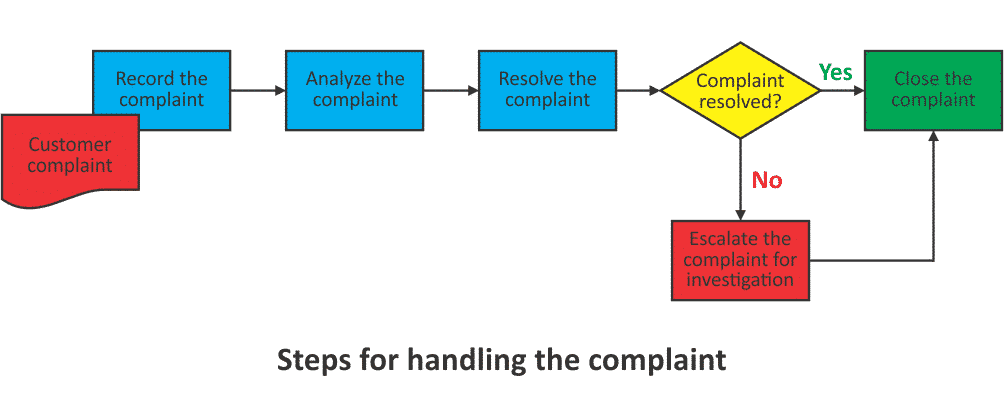 Record the
complaint
Customer
complaint
Analyze the
complaint
Resolve the
complaint
Complaint
resolved?
Yes
Close the
complaint
No
Escalate the
complaint for
investigation
Steps for handling the complaint